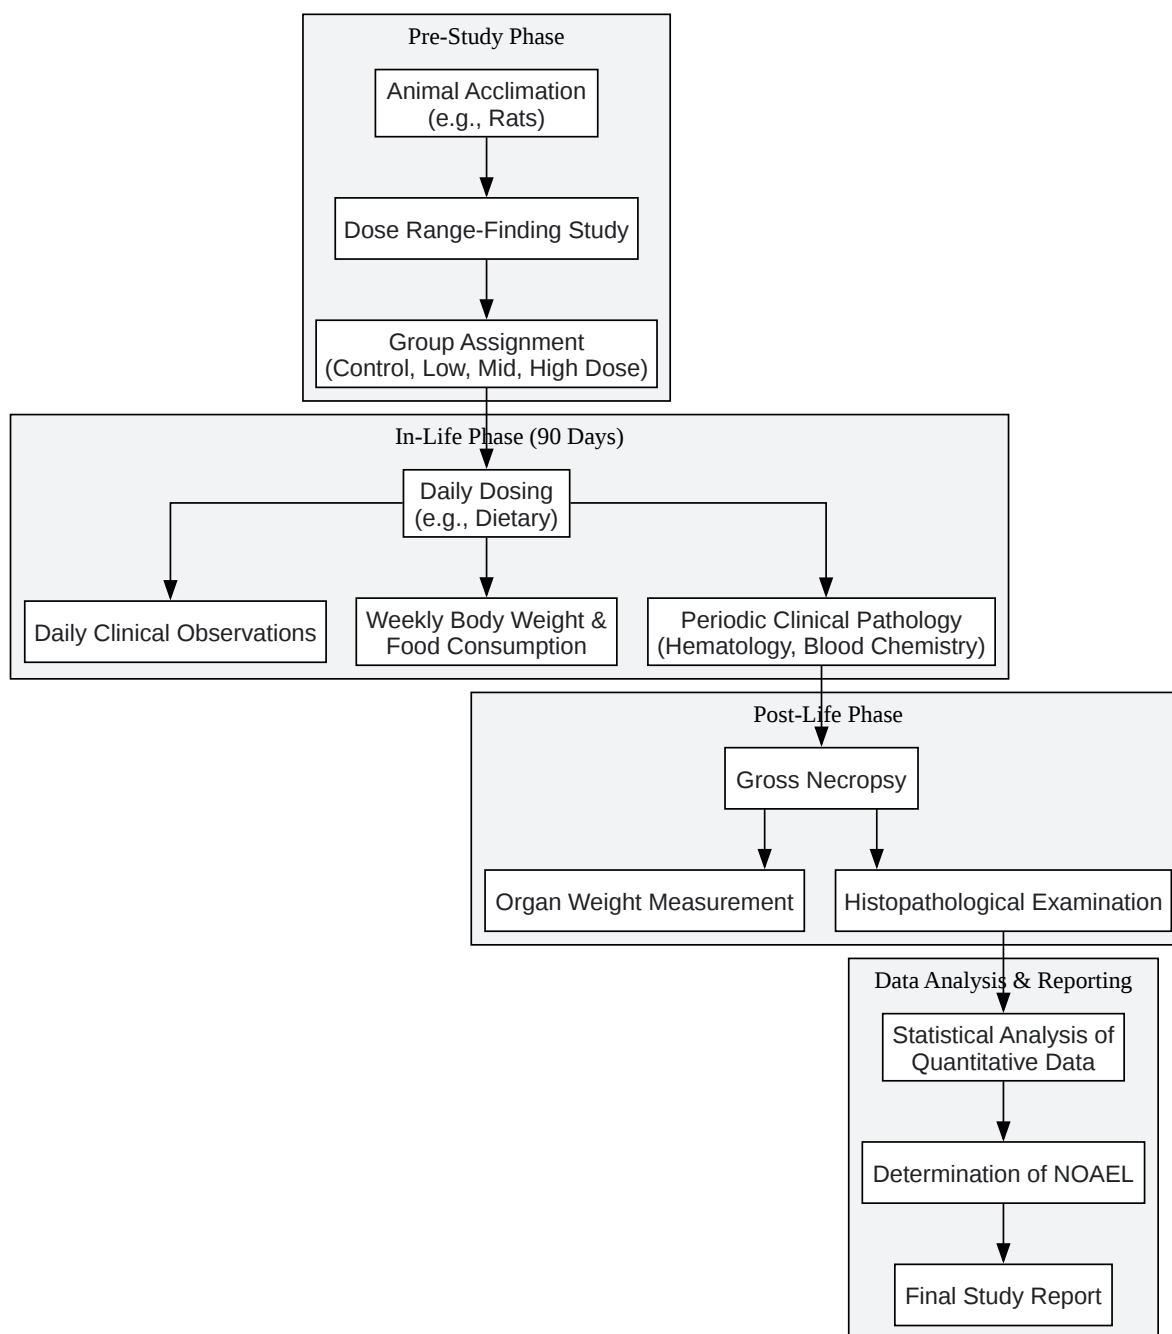 Pre-Study Phase
Animal Acclimation
(e.g., Rats)
Dose Range-Finding Study
Group Assignment
(Control, Low, Mid, High Dose)
In-Life Phase (90 Days)
Daily Dosing
(e.g., Dietary)
Daily Clinical Observations
Weekly Body Weight &
Food Consumption
Periodic Clinical Pathology
(Hematology, Blood Chemistry)
Post-Life Phase
Gross Necropsy
Organ Weight Measurement
Histopathological Examination
Data Analysis & Reporting
Statistical Analysis of
Quantitative Data
Determination of NOAEL
Final Study Report